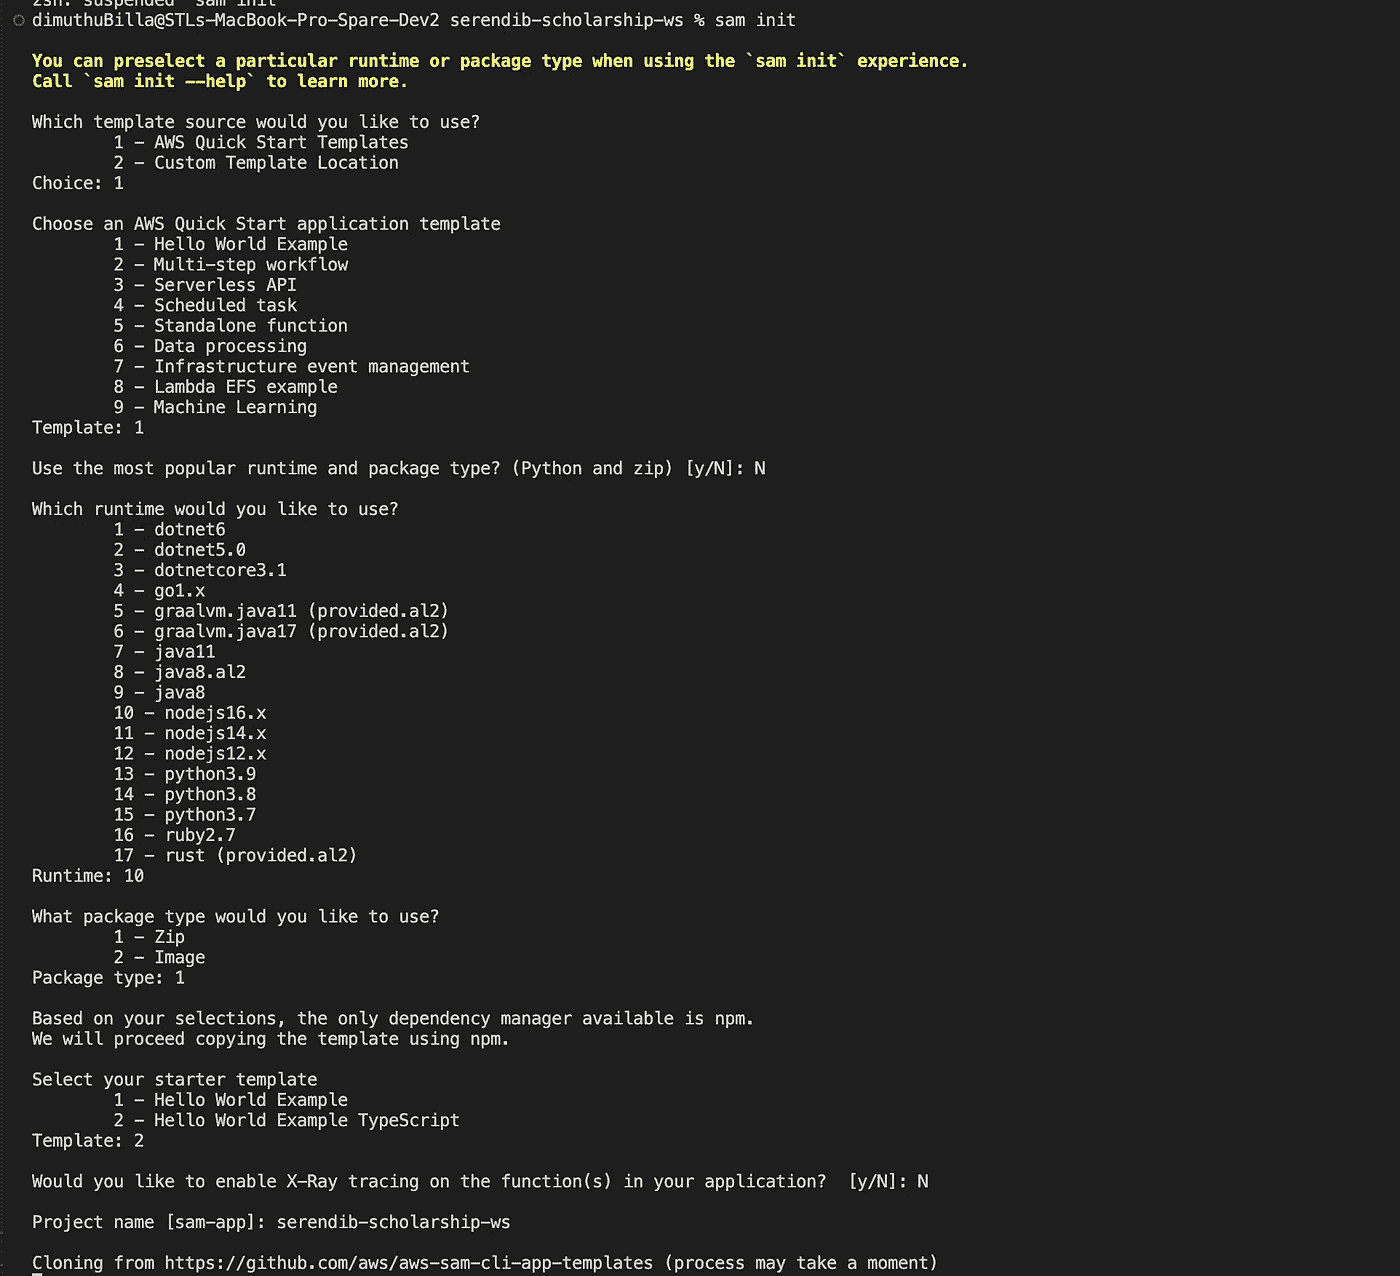 zsh: suspended  sam init
dimuthuBilla@STLs-MacBook-Pro-Spare-Dev2 serendib-scholarship-ws % sam init
You can preselect a particular runtime or package type when using the `sam init` experience.
Call `sam init --help` to learn more.
Which template source would you like to use?
1 - AWS Quick Start Templates
2 - Custom Template Location
Choice: 1
Choose an AWS Quick Start application template
1 - Hello World Example
2 - Multi-step workflow
3 - Serverless API
4 - Scheduled task
5 - Standalone function
6 - Data processing
7 - Infrastructure event management
8 - Lambda EFS example
9 - Machine Learning
Template: 1
Use the most popular runtime and package type? (Python and zip) [y/N]: N
Which runtime would you like to use?
1 - dotnet6
2 - dotnet5.0
3 - dotnetcore3.1
4 - go1.x
5 - graalvm.java11 (provided.al2)
6 - graalvm.java17 (provided.al2)
7 - java11
8 - java8.al2
9 - java8
10 - nodejs16.x
11 - nodejs14.x
12 - nodejs12.x
13 - python3.9
14 - python3.8
15 - python3.7
16 - ruby2.7
17 - rust (provided.al2)
Runtime: 10
What package type would you like to use?
1 - Zip
2 - Image
Package type: 1
Based on your selections, the only dependency manager available is npm.
We will proceed copying the template using npm.
Select your starter template
1 - Hello World Example
2 - Hello World Example TypeScript
Template: 2
Would you like to enable X-Ray tracing on the function(s) in your application?  [y/N]: N
Project name [sam-app]: serendib-scholarship-ws
Cloning from https://github.com/aws/aws-sam-cli-app-templates (process may take a moment)